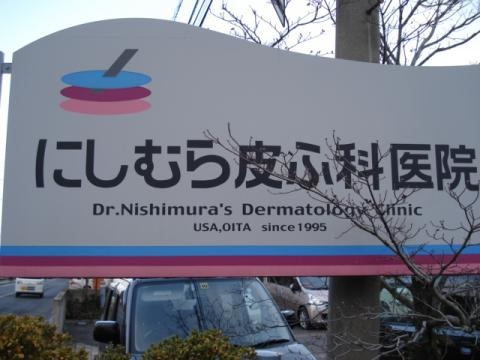 にしむら皮ふ科医院
Dr.Nishimura's Dermatology Clinic
USA,OITA since1995